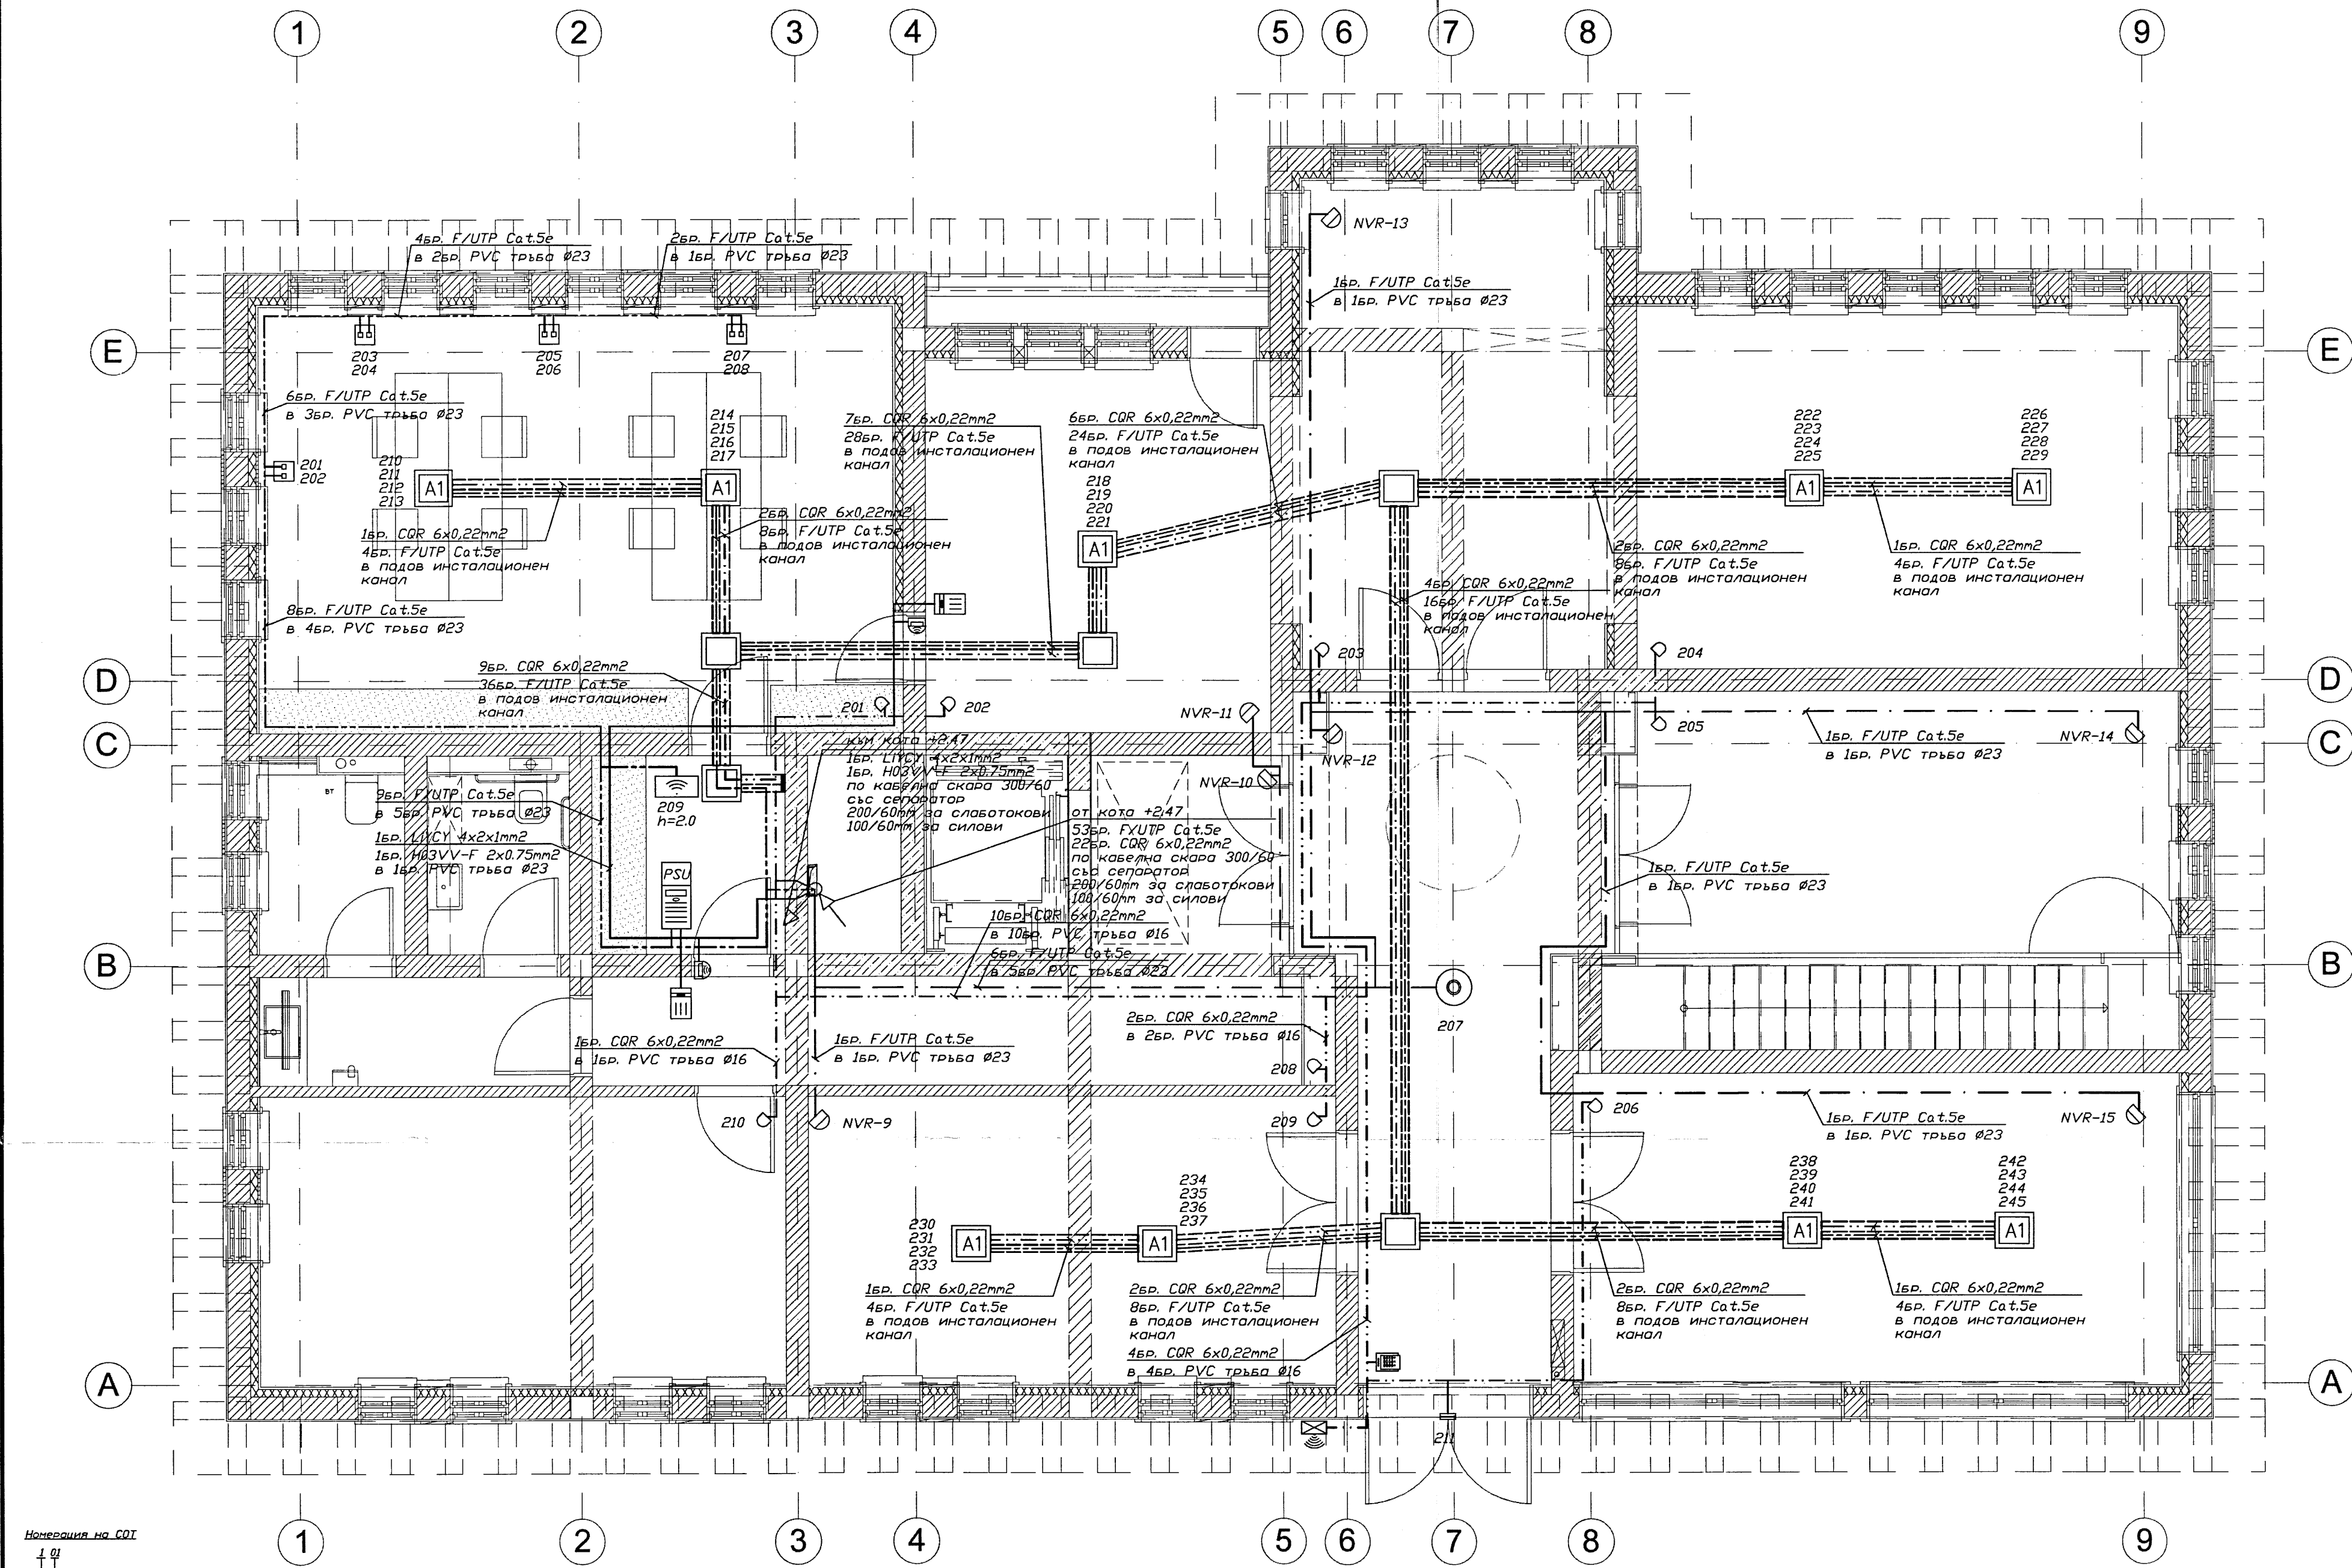 1 2 3 4 5 6 7 8 9
NVR-13
4БР. F/UTP Cat.5e
в 2БР. PVC тръба Ø23
2БР. F/UTP Cat.5e
в 1БР. PVC тръба Ø23
1БР. F/UTP Cat.5e
в 1БР. PVC тръба Ø23
E
E
203
204
205
206
207
208
6БР. F/UTP Cat.5e
в 3БР. PVC тръба Ø23
201
202
210
211
212
213
A1
214
215
216
217
A1
7БР. CQR 6x0,22mm2
28БР. F/UTP Cat.5e
в подов инсталационен
канал
6БР. CQR 6x0,22mm2
24БР. F/UTP Cat.5e
в подов инсталационен
канал
218
219
220
221
A1
222
223
224
225
A1
226
227
228
229
A1
1БР. CQR 6x0,22mm2
4БР. F/UTP Cat.5e
в подов инсталационен
канал
2БР. CQR 6x0,22mm2
8БР. F/UTP Cat.5e
в подов инсталационен
канал
2БР. CQR 6x0,22mm2
8БР. F/UTP Cat.5e
в подов инсталационен
канал
1БР. CQR 6x0,22mm2
4БР. F/UTP Cat.5e
в подов инсталационен
канал
4БР. CQR 6x0,22mm2
16БР. F/UTP Cat.5e
в подов инсталационен
канал
8БР. F/UTP Cat.5e
в 4БР. PVC тръба Ø23
D
D
9БР. CQR 6x0,22mm2
36БР. F/UTP Cat.5e
в подов инсталационен
канал
203
204
201
202
NVR-11
205
C
C
NVR-12
NVR-14
1БР. F/UTP Cat.5e
в 1БР. PVC тръба Ø23
към кота +2,47
1БР. LIYCY 4x2x1mm2
1БР. H03VV-F 2x0.75mm2
по кабелна скара 300/60
със сепаратор
200/60mm за слаботокови
100/60mm за силови
NVR-10
вт
9БР. F/UTP Cat.5e
в 5БР. PVC тръба Ø23
1БР. LIYCY 4x2x1mm2
1БР. H03VV-F 2x0.75mm2
в 1БР. PVC тръба Ø23
209
h=2.0
PSU
от кота +2,47
53БР. F/UTP Cat.5e
22БР. CQR 6x0,22mm2
по кабелна скара 300/60
със сепаратор
200/60mm за слаботокови
100/60mm за силови
1БР. F/UTP Cat.5e
в 1БР. PVC тръба Ø23
10БР. CQR 6x0,22mm2
в 10БР. PVC тръба Ø16
6БР. F/UTP Cat.5e
в 5БР. PVC тръба Ø23
B
B
207
2БР. CQR 6x0,22mm2
в 2БР. PVC тръба Ø16
1БР. CQR 6x0,22mm2
в 1БР. PVC тръба Ø16
1БР. F/UTP Cat.5e
в 1БР. PVC тръба Ø23
208
209
210
NVR-9
206
1БР. F/UTP Cat.5e
в 1БР. PVC тръба Ø23
NVR-15
230
231
232
233
A1
234
235
236
237
A1
238
239
240
241
A1
242
243
244
245
A1
1БР. CQR 6x0,22mm2
4БР. F/UTP Cat.5e
в подов инсталационен
канал
2БР. CQR 6x0,22mm2
8БР. F/UTP Cat.5e
в подов инсталационен
канал
2БР. CQR 6x0,22mm2
8БР. F/UTP Cat.5e
в подов инсталационен
канал
1БР. CQR 6x0,22mm2
4БР. F/UTP Cat.5e
в подов инсталационен
канал
4БР. CQR 6x0,22mm2
в 4БР. PVC тръба Ø16
A
A
211
1 2 3 4 5 6 7 8 9
Номерация на СОТ
1 01